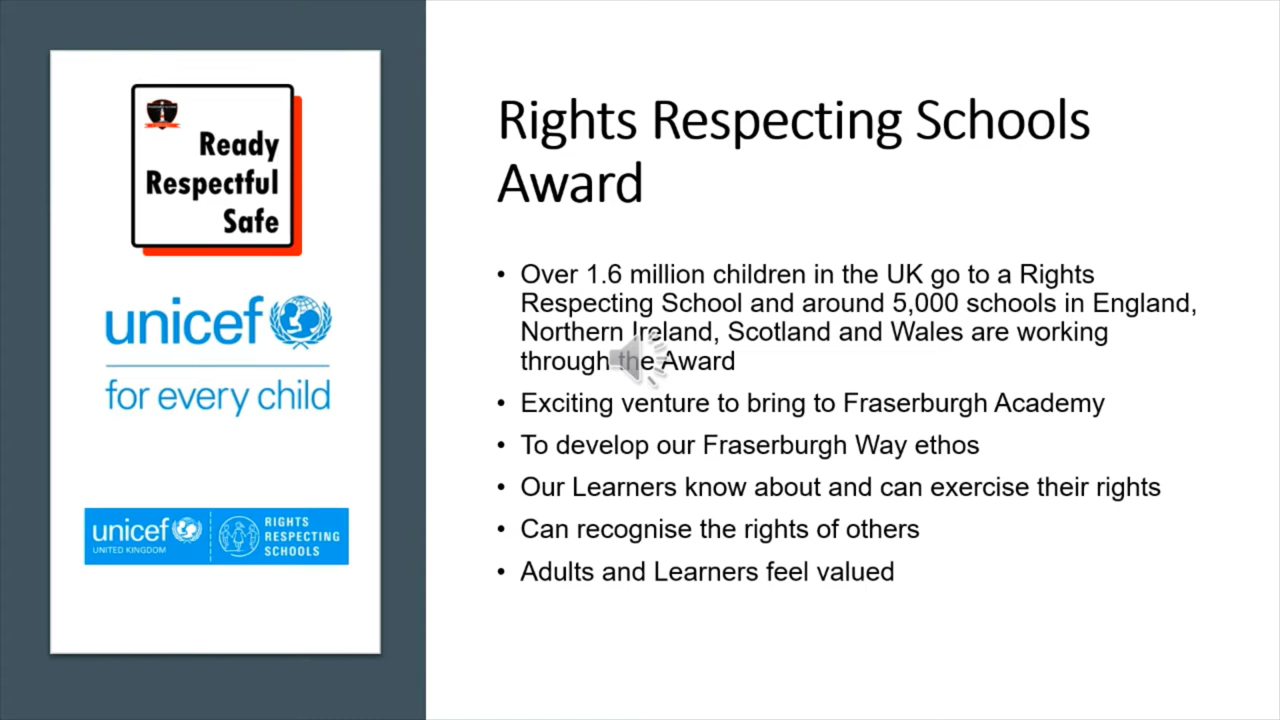 Ready
Respectful
Safe
unicef
for every child
unicef
UNITED KINGDOM
RIGHTS
RESPECTING
SCHOOLS
Rights Respecting Schools
Award
• Over 1.6 million children in the UK go to a Rights
Respecting School and around 5,000 schools in England,
Northern Ireland, Scotland and Wales are working
through the Award
• Exciting venture to bring to Fraserburgh Academy
• To develop our Fraserburgh Way ethos
• Our Learners know about and can exercise their rights
• Can recognise the rights of others
• Adults and Learners feel valued